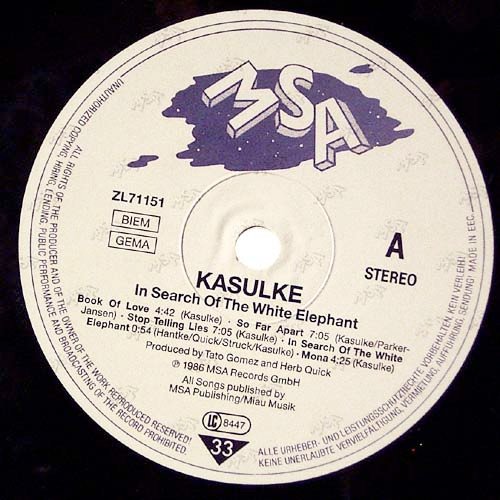 MSA
ZL71151
BIEM
GEMA
A
STEREO
KASULKE
In Search Of The White Elephant
Book Of Love 4:42 (Kasulke) · So Far Apart 7:05 (Kasulke/Parker-
Jansen) · Stop Telling Lies 7:05 (Kasulke) · In Search Of The White
Elephant 0:54 (Hantke/Quick/Struck/Kasulke) · Mona 4:25 (Kasulke)
Produced by Tato Gomez and Herb Quick
℗ 1986 MSA Records GmbH
All Songs published by
MSA Publishing/Miau Musik
LC 8447
33
ALL RIGHTS OF THE PRODUCER AND OF THE OWNER OF THE WORK REPRODUCED RESERVED!
UNAUTHORIZED COPYING, HIRING, LENDING, PUBLIC PERFORMANCE AND BROADCASTING OF THE RECORD PROHIBITED.
ALLE URHEBER- UND LEISTUNGSSCHUTZRECHTE VORBEHALTEN, KEIN VERLEIH!
KEINE UNERLAUBTE VERVIELFÄLTIGUNG, VERMIETUNG, AUFFÜHRUNG, SENDUNG · MADE IN EEC.